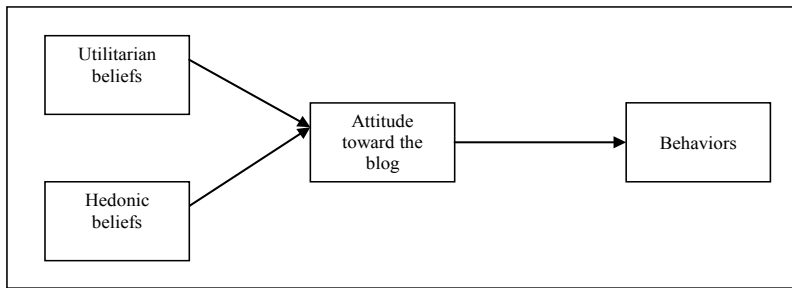 Utilitarian
beliefs
Attitude
toward the
blog
Behaviors
Hedonic
beliefs